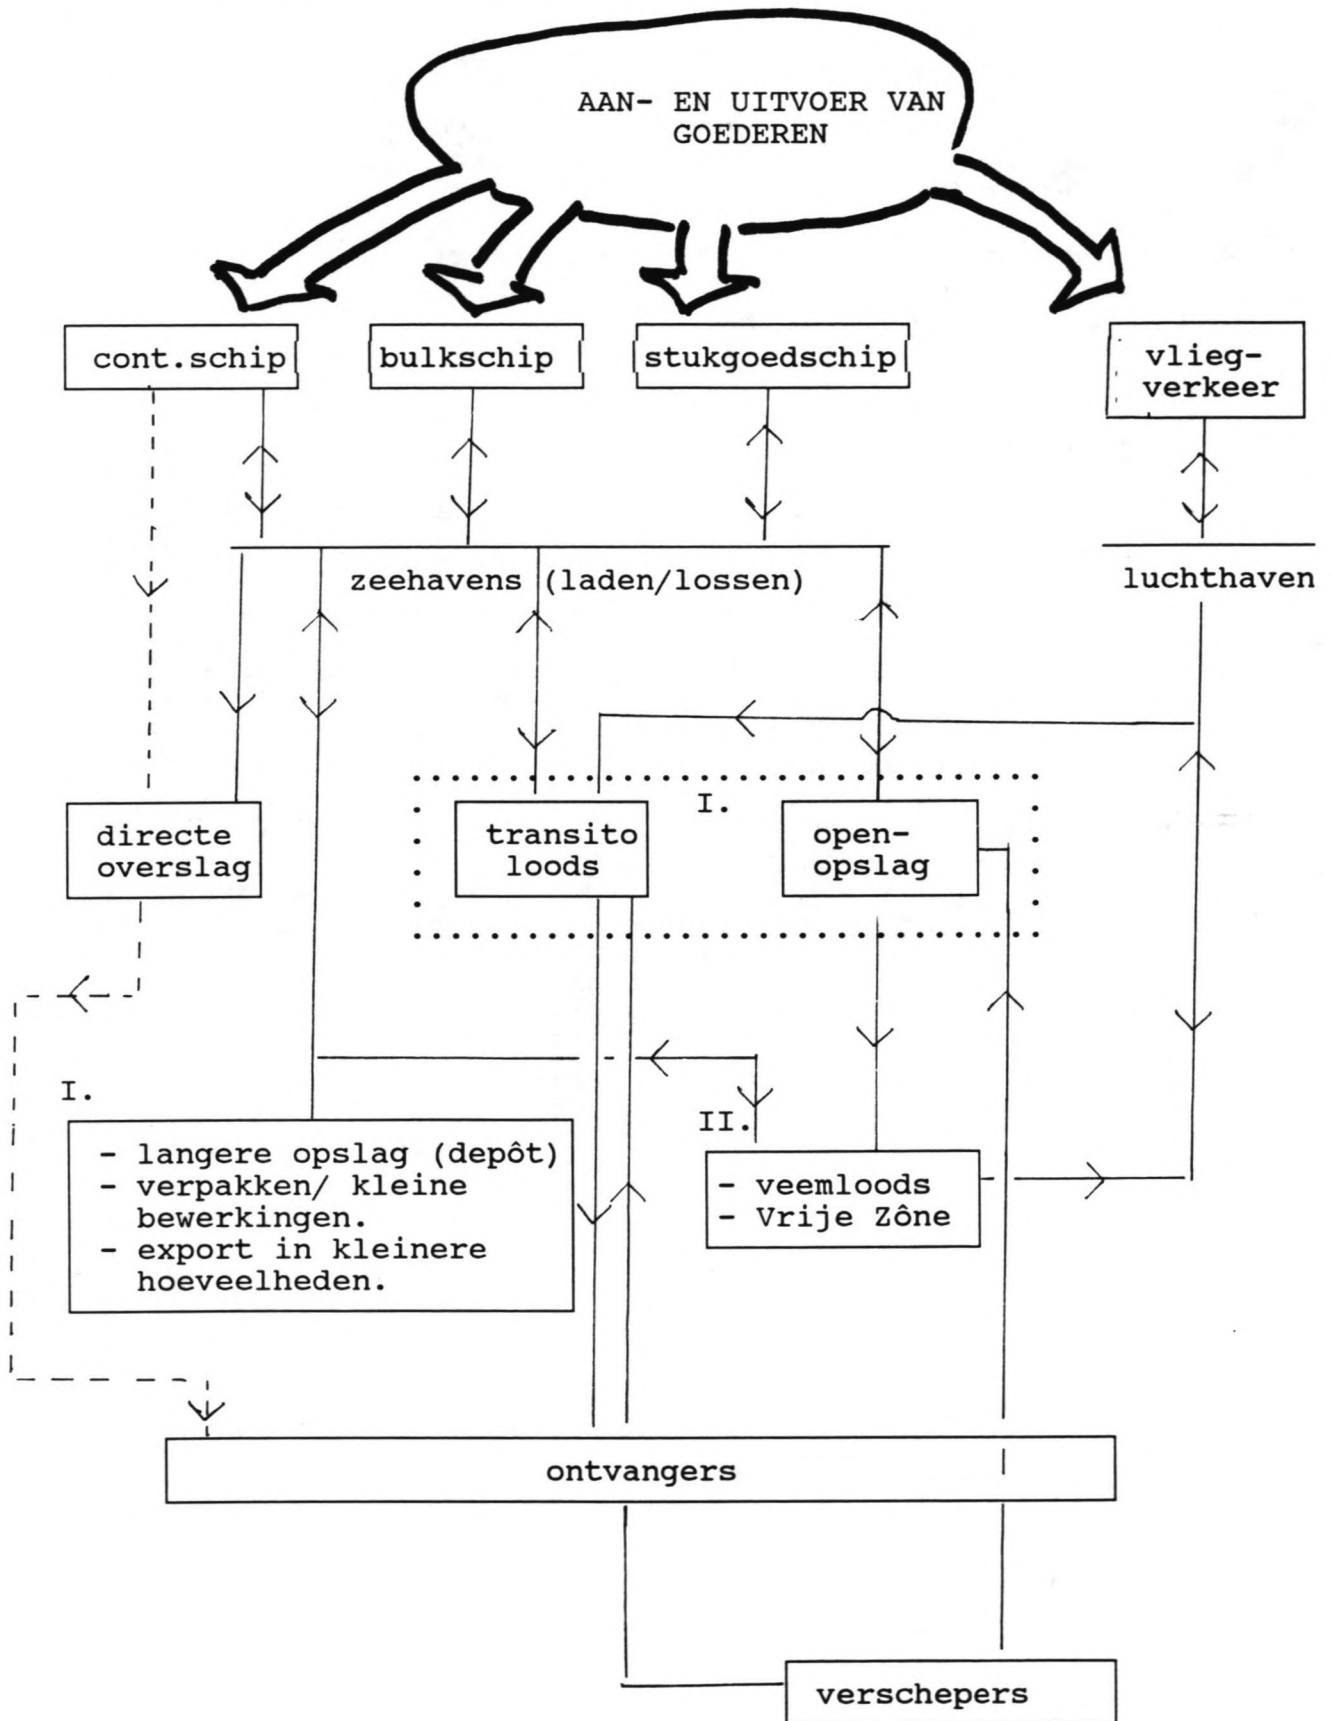 AAN- EN UITVOER VAN
GOEDEREN
cont.schip
bulkschip
stukgoedschip
vlieg-
verkeer
zeehavens (laden/lossen)
luchthaven
I.
directe
overslag
transito
loods
open-
opslag
I.
- langere opslag (depôt)
- verpakken/ kleine
bewerkingen.
- export in kleinere
hoeveelheden.
II.
- veemloods
- Vrije Zône
ontvangers
verschepers